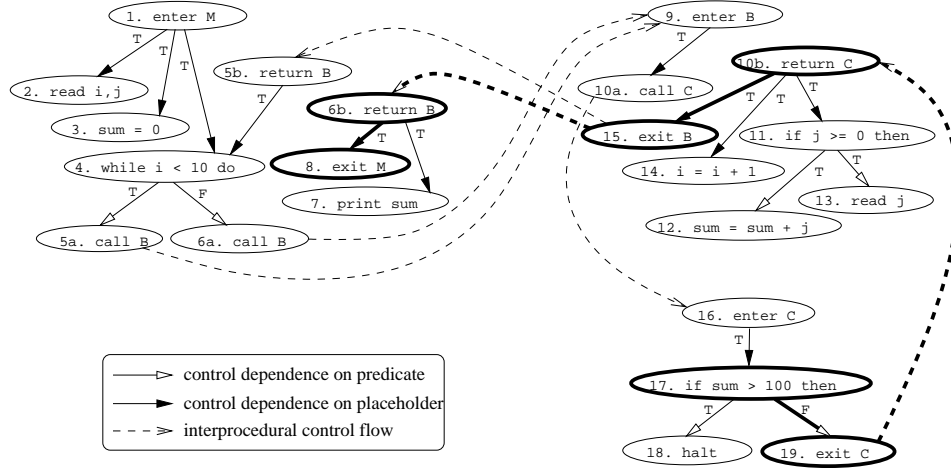 1. enter M
T
T
T
2. read i,j
3. sum = 0
5b. return B
T
4. while i < 10 do
T
F
5a. call B
6a. call B
6b. return B
T
T
8. exit M
7. print sum
9. enter B
T
10a. call C
10b. return C
T
T
T
15. exit B
14. i = i + 1
11. if j >= 0 then
T
T
12. sum = sum + j
13. read j
16. enter C
T
17. if sum > 100 then
T
F
18. halt
19. exit C
control dependence on predicate
control dependence on placeholder
interprocedural control flow